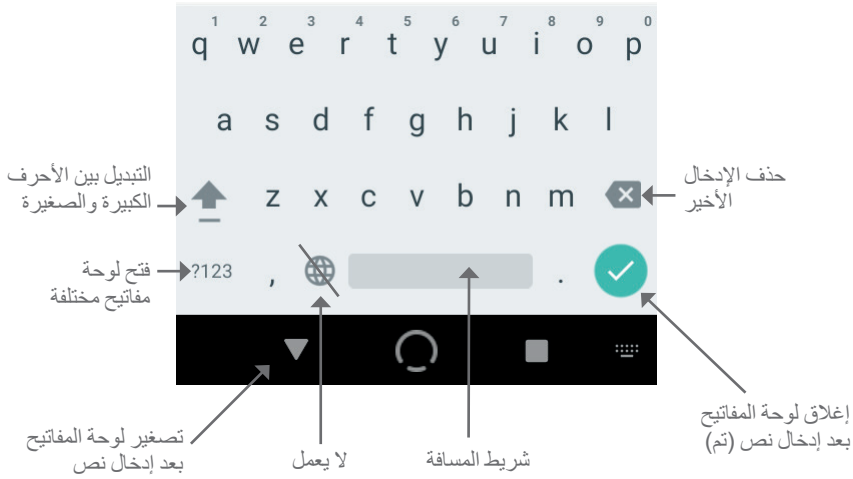 1 2 3 4 5 6 7 8 9 0
q w e r t y u i o p
a s d f g h j k l
التبديل بين الأحرف
الكبيرة والصغيرة
z x c v b n m
حذف الإدخال
الأخير
فتح لوحة
مفاتيح مختلفة
?123 , .
تصغير لوحة المفاتيح
بعد إدخال نص
لا يعمل
شريط المسافة
إغلاق لوحة المفاتيح
بعد إدخال نص (تم)